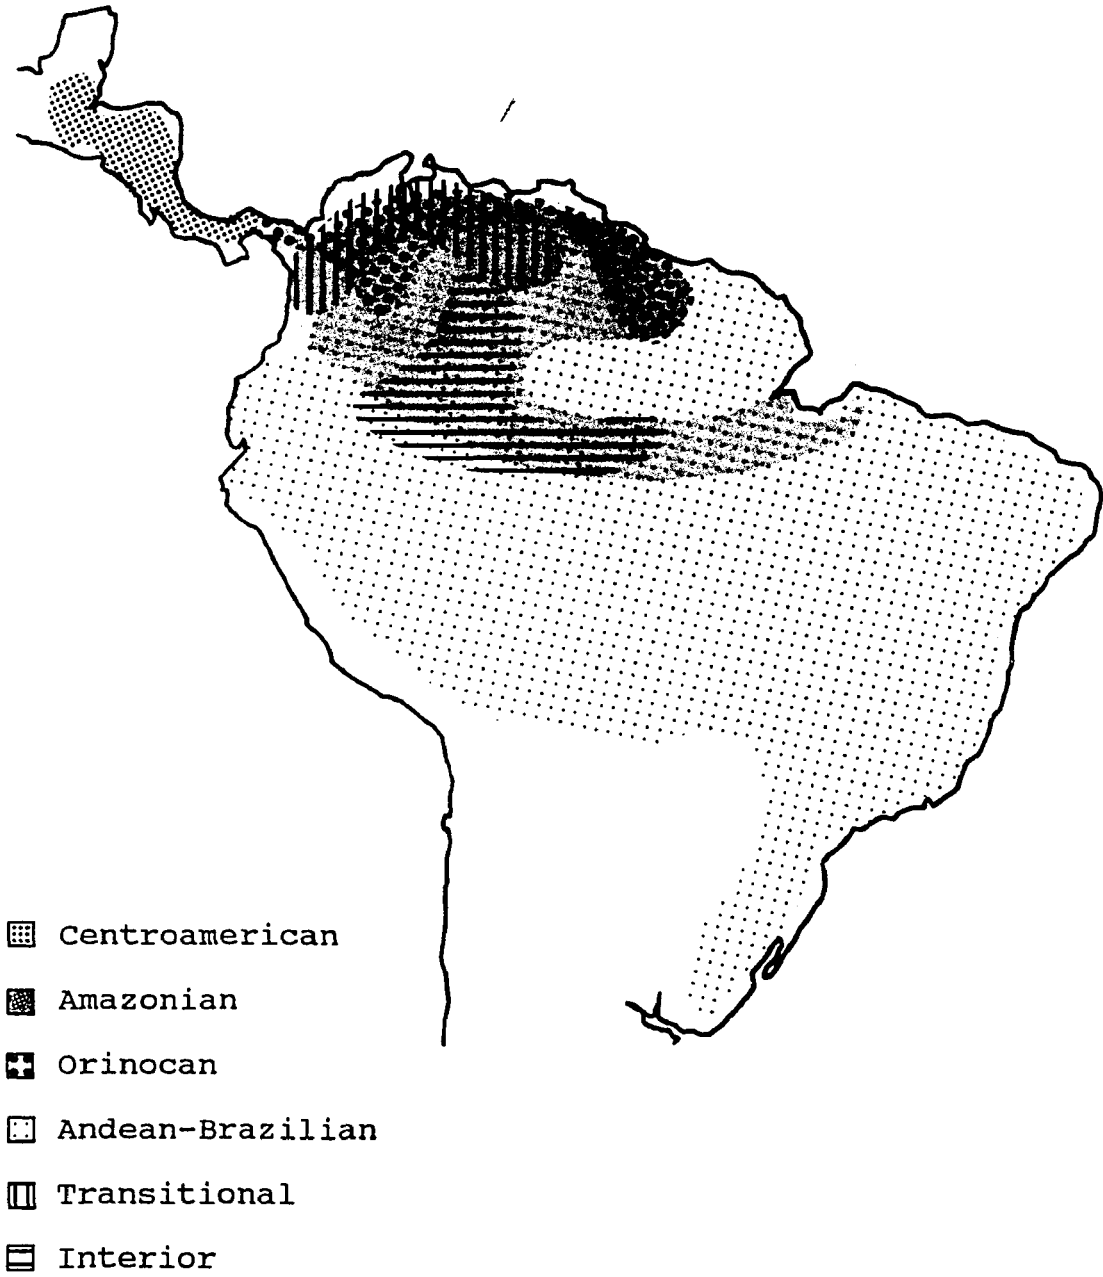 Centroamerican
Amazonian
Orinocan
Andean-Brazilian
Transitional
Interior